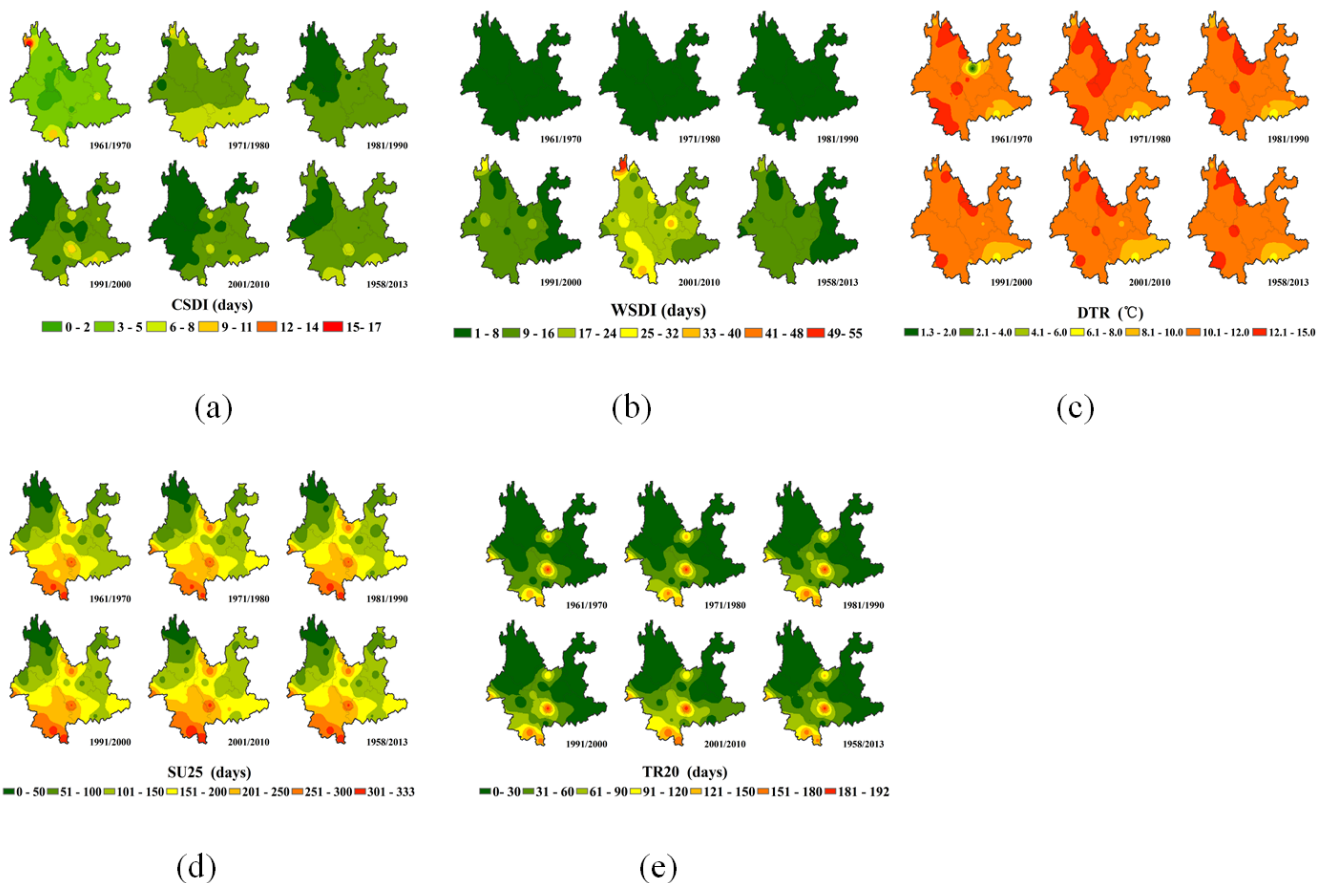 1961/1970 1971/1980 1981/1990
1991/2000 2001/2010 1958/2013
CSDI (days)
0 - 2 3 - 5 6 - 8 9 - 11 12 - 14 15- 17
(a)
1961/1970 1971/1980 1981/1990
1991/2000 2001/2010 1958/2013
WSDI (days)
1 - 8 9 - 16 17 - 24 25 - 32 33 - 40 41 - 48 49- 55
(b)
1961/1970 1971/1980 1981/1990
1991/2000 2001/2010 1958/2013
DTR (℃)
1.3 - 2.0 2.1 - 4.0 4.1 - 6.0 6.1 - 8.0 8.1 - 10.0 10.1 - 12.0 12.1 - 15.0
(c)
1961/1970 1971/1980 1981/1990
1991/2000 2001/2010 1958/2013
SU25 (days)
0 - 50 51 - 100 101 - 150 151 - 200 201 - 250 251 - 300 301 - 333
(d)
1961/1970 1971/1980 1981/1990
1991/2000 2001/2010 1958/2013
TR20 (days)
0- 30 31 - 60 61 - 90 91 - 120 121 - 150 151 - 180 181 - 192
(e)